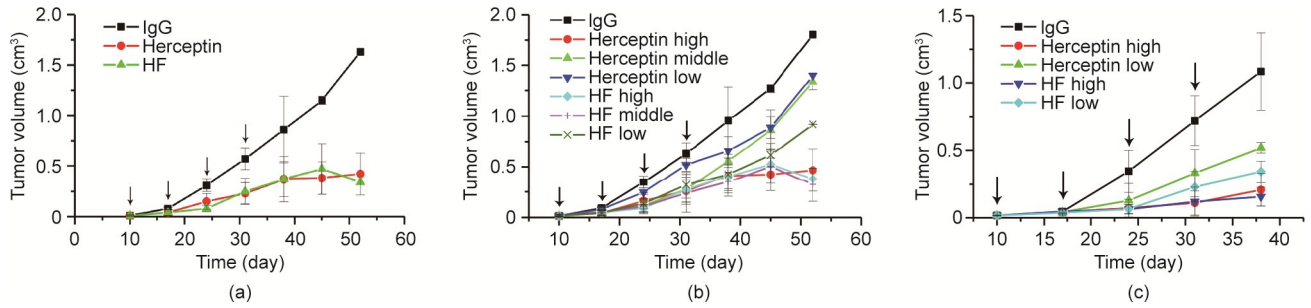 2.0
1.5
1.0
0.5
0
0
10
20
30
40
50
60
Tumor volume (cm³)
Time (day)
IgG
Herceptin
HF
(a)
2.0
1.5
1.0
0.5
0
0
10
20
30
40
50
60
Tumor volume (cm³)
Time (day)
IgG
Herceptin high
Herceptin middle
Herceptin low
HF high
HF middle
HF low
(b)
1.5
1.0
0.5
0
10
15
20
25
30
35
40
Tumor volume (cm³)
Time (day)
IgG
Herceptin high
Herceptin low
HF high
HF low
(c)